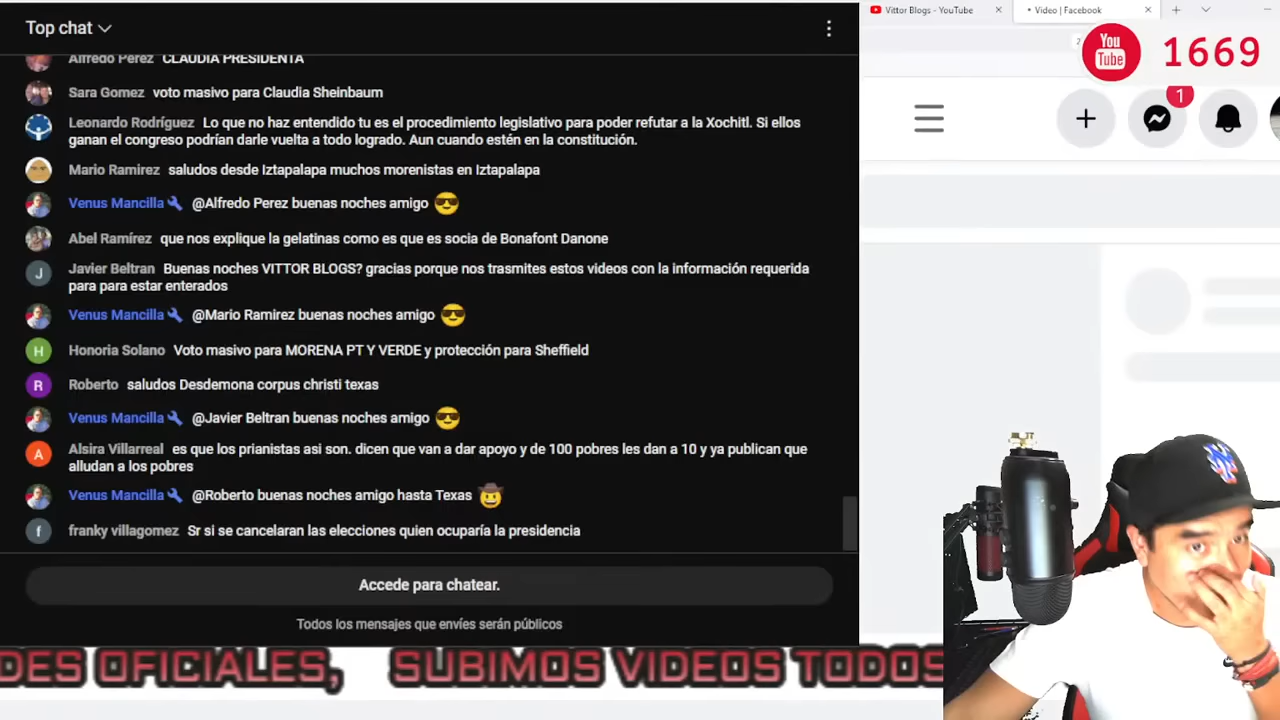 Top chat
Alfredo Perez CLAUDIA PRESIDENTA
Sara Gomez voto masivo para Claudia Sheinbaum
Leonardo Rodríguez Lo que no haz entendido tu es el procedimiento legislativo para poder refutar a la Xochitl. Si ellos
ganan el congreso podrían darle vuelta a todo logrado. Aun cuando estén en la constitución.
Mario Ramirez saludos desde Iztapalapa muchos morenistas en Iztapalapa
Venus Mancilla @Alfredo Perez buenas noches amigo 😎
Abel Ramírez que nos explique la gelatinas como es que es socia de Bonafont Danone
J Javier Beltran Buenas noches VITTOR BLOGS? gracias porque nos trasmites estos videos con la información requerida
para para estar enterados
Venus Mancilla @Mario Ramirez buenas noches amigo 😎
H Honoria Solano Voto masivo para MORENA PT Y VERDE y protección para Sheffield
R Roberto saludos Desdemona corpus christi texas
Venus Mancilla @Javier Beltran buenas noches amigo 😎
A Alsira Villarreal es que los prianistas asi son. dicen que van a dar apoyo y de 100 pobres les dan a 10 y ya publican que
alludan a los pobres
Venus Mancilla @Roberto buenas noches amigo hasta Texas 🤠
f franky villagomez Sr si se cancelaran las elecciones quien ocuparía la presidencia
Accede para chatear.
Todos los mensajes que envíes serán públicos
Vittor Blogs - YouTube
Video | Facebook
You
Tube
1669
1
DES OFICIALES, SUBIMOS VIDEOS TODOS